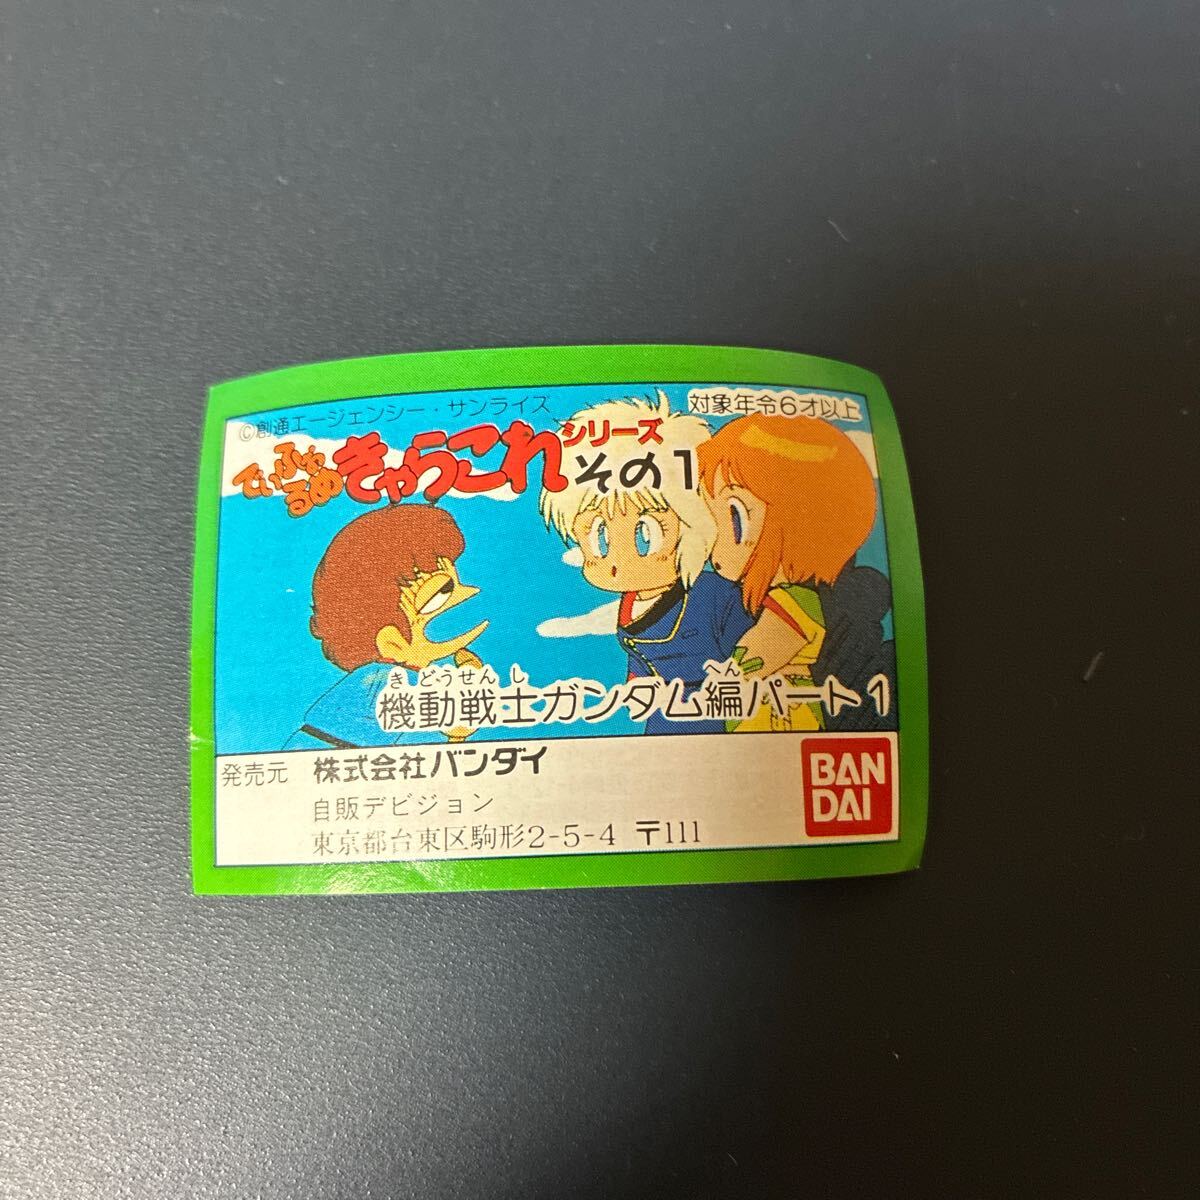 ©創通エージェンシー・サンライズ
対象年令6才以上
でぃふぉるめ
きゃらこれシリーズ
その1
きどうせんし へん
機動戦士ガンダム編パート1
発売元 株式会社バンダイ
自販デビジョン
東京都台東区駒形2-5-4 〒111
BAN
DAI